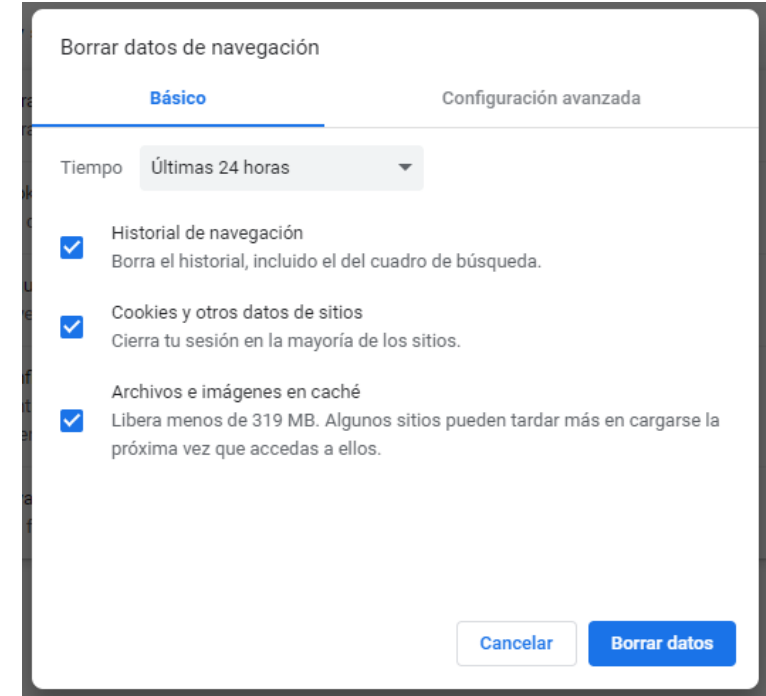 Borrar datos de navegación
Básico
Configuración avanzada
Tiempo
Últimas 24 horas
Historial de navegación
Borra el historial, incluido el del cuadro de búsqueda.
Cookies y otros datos de sitios
Cierra tu sesión en la mayoría de los sitios.
Archivos e imágenes en caché
Libera menos de 319 MB. Algunos sitios pueden tardar más en cargarse la
próxima vez que accedas a ellos.
Cancelar
Borrar datos